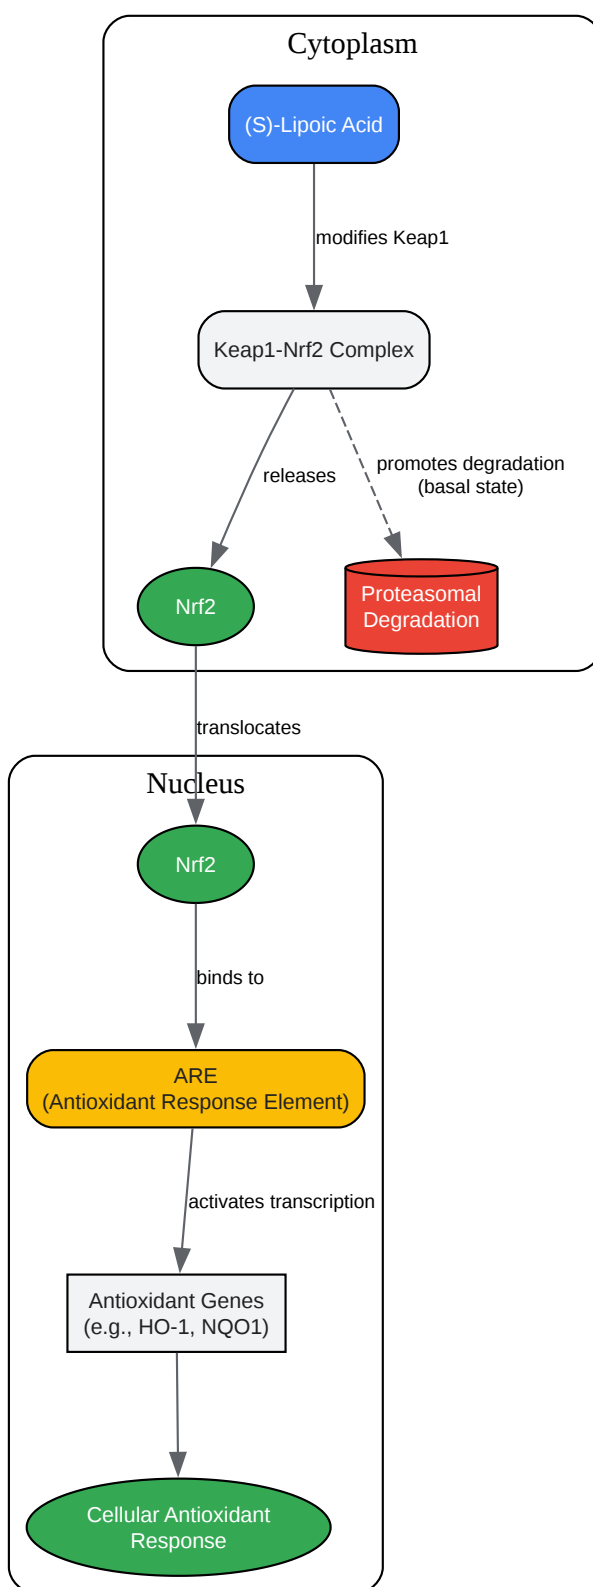 Cytoplasm
(S)-Lipoic Acid
modifies Keap1
Keap1-Nrf2 Complex
releases
promotes degradation
(basal state)
Nrf2
Proteasomal
Degradation
translocates
Nucleus
Nrf2
binds to
ARE
(Antioxidant Response Element)
activates transcription
Antioxidant Genes
(e.g., HO-1, NQO1)
Cellular Antioxidant
Response